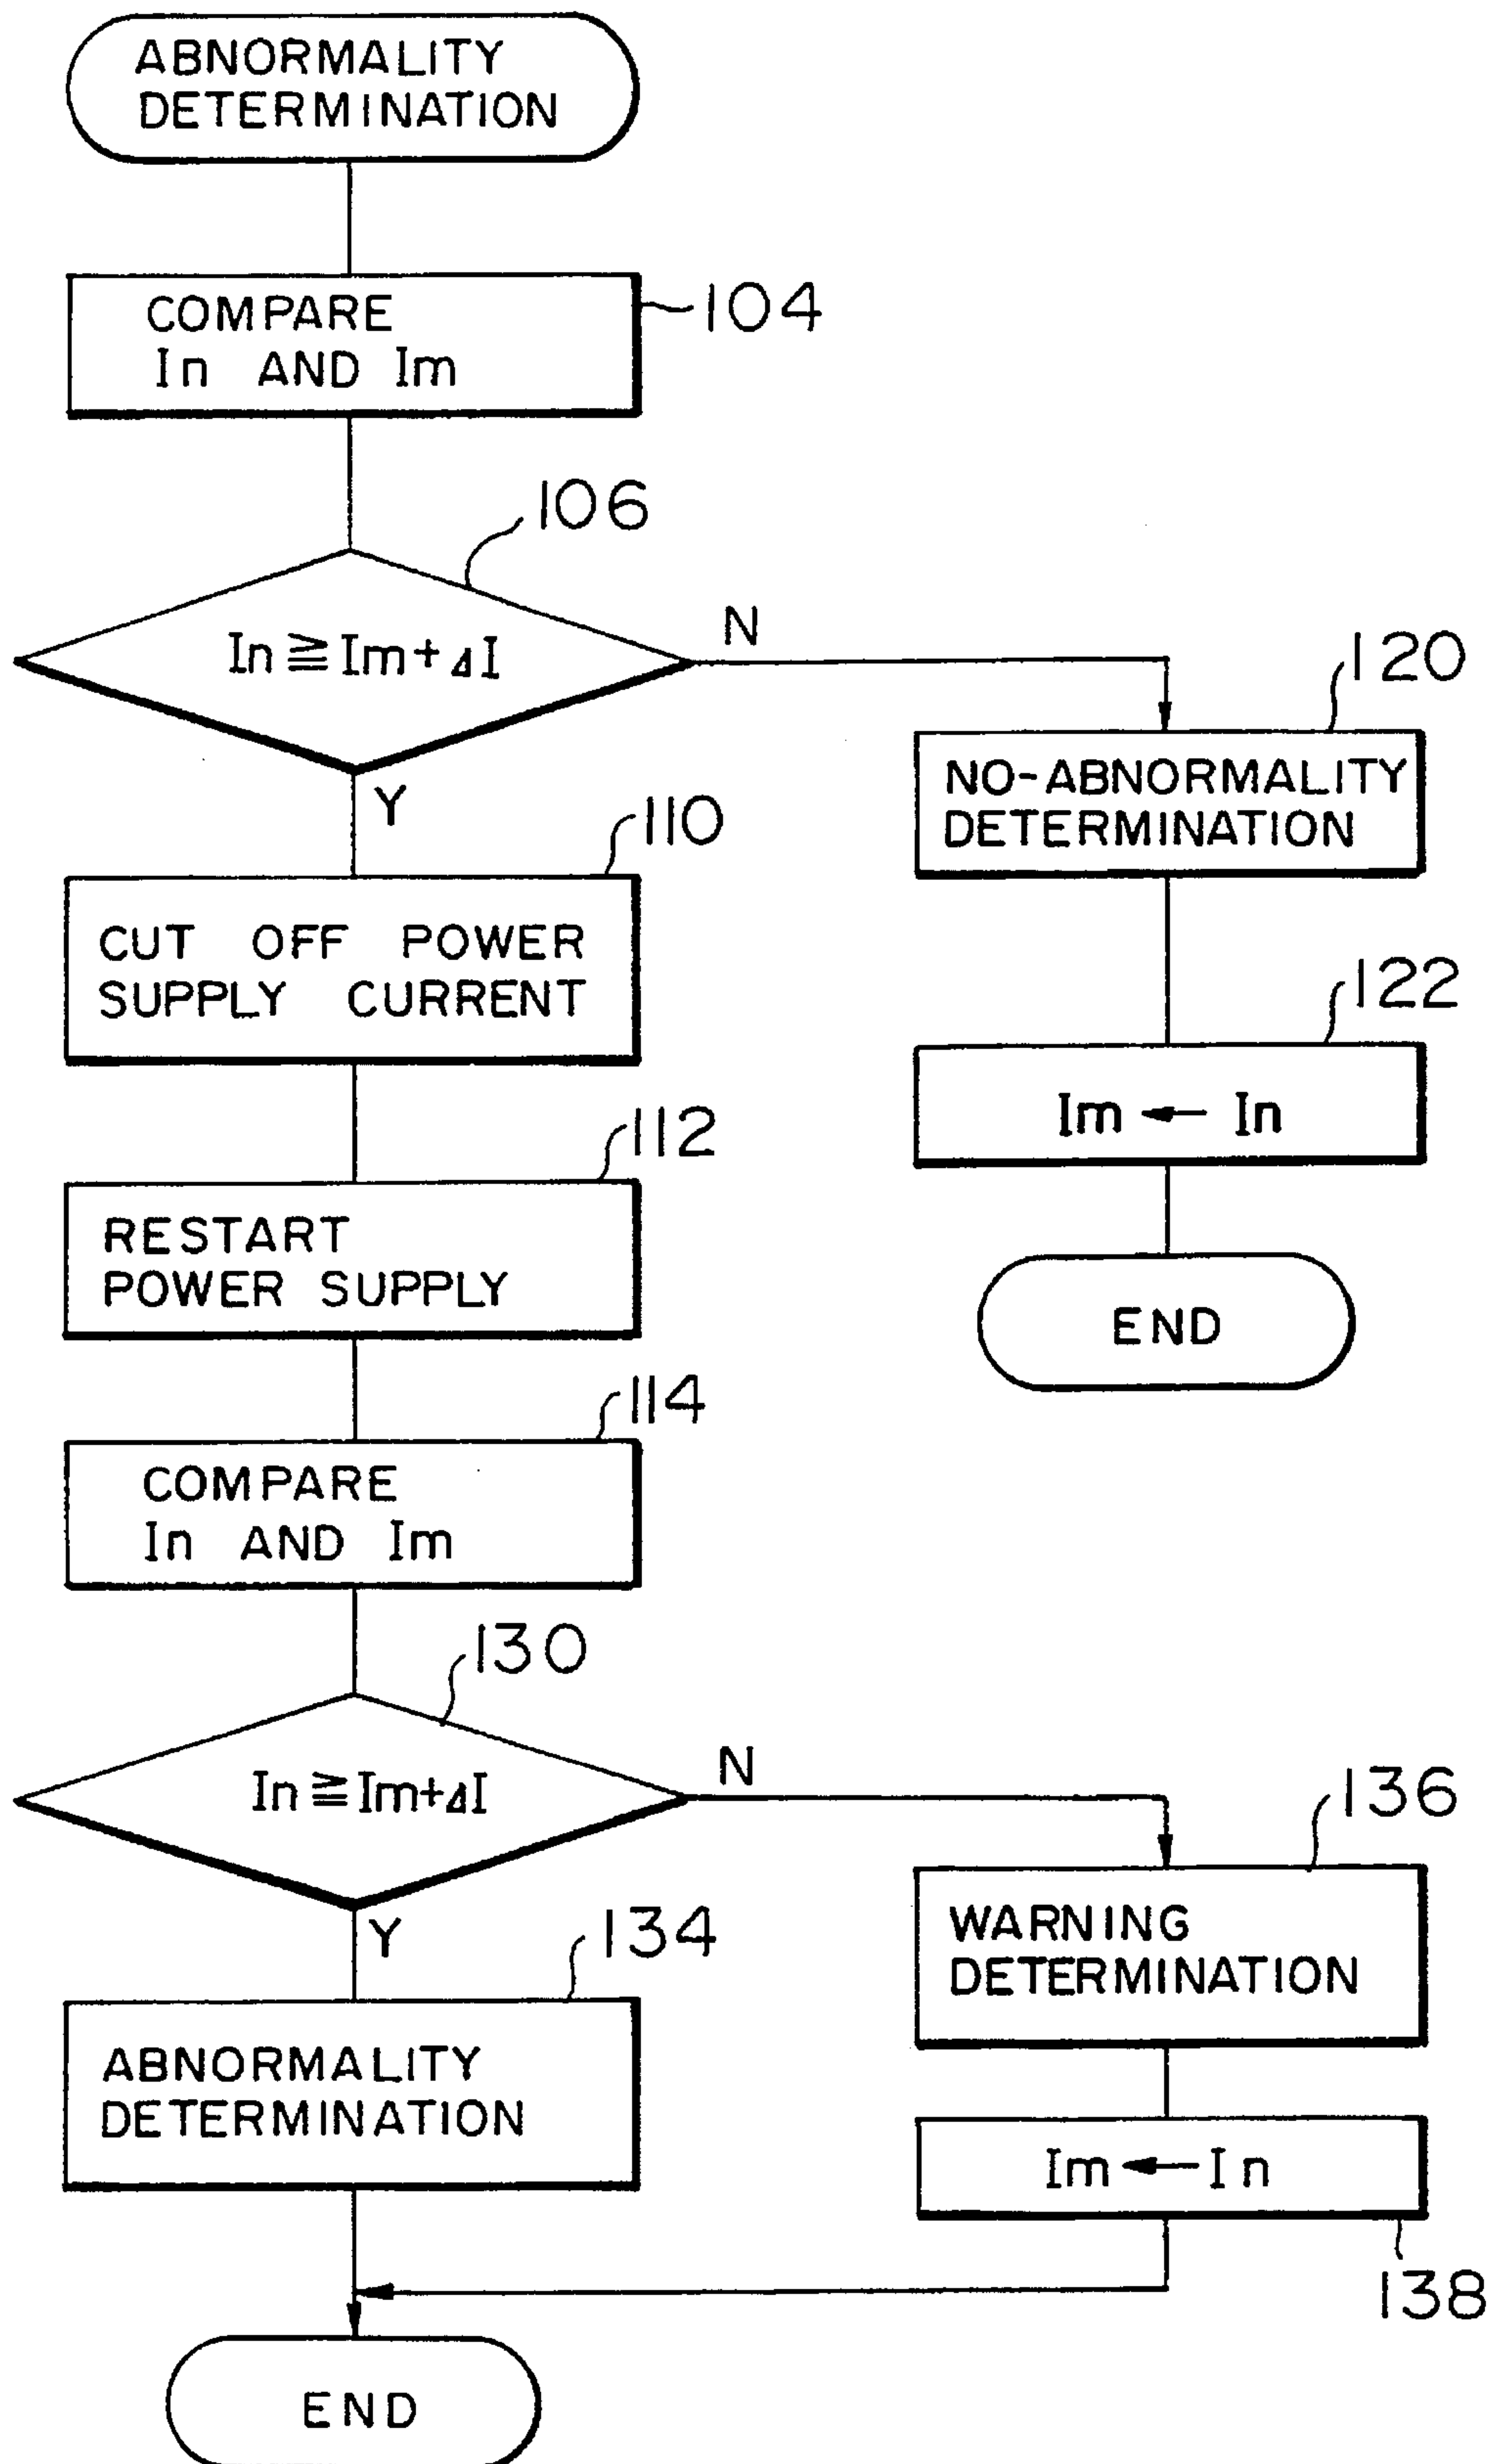 ABNORMALITY
DETERMINATION
COMPARE
In AND Im
104
106
In ≧ Im + ΔI
N
Y
120
NO-ABNORMALITY
DETERMINATION
110
CUT OFF POWER
SUPPLY CURRENT
122
Im ← In
112
RESTART
POWER SUPPLY
END
114
COMPARE
In AND Im
130
In ≧ Im+ΔI
N
Y
136
WARNING
DETERMINATION
134
ABNORMALITY
DETERMINATION
Im ← In
138
END